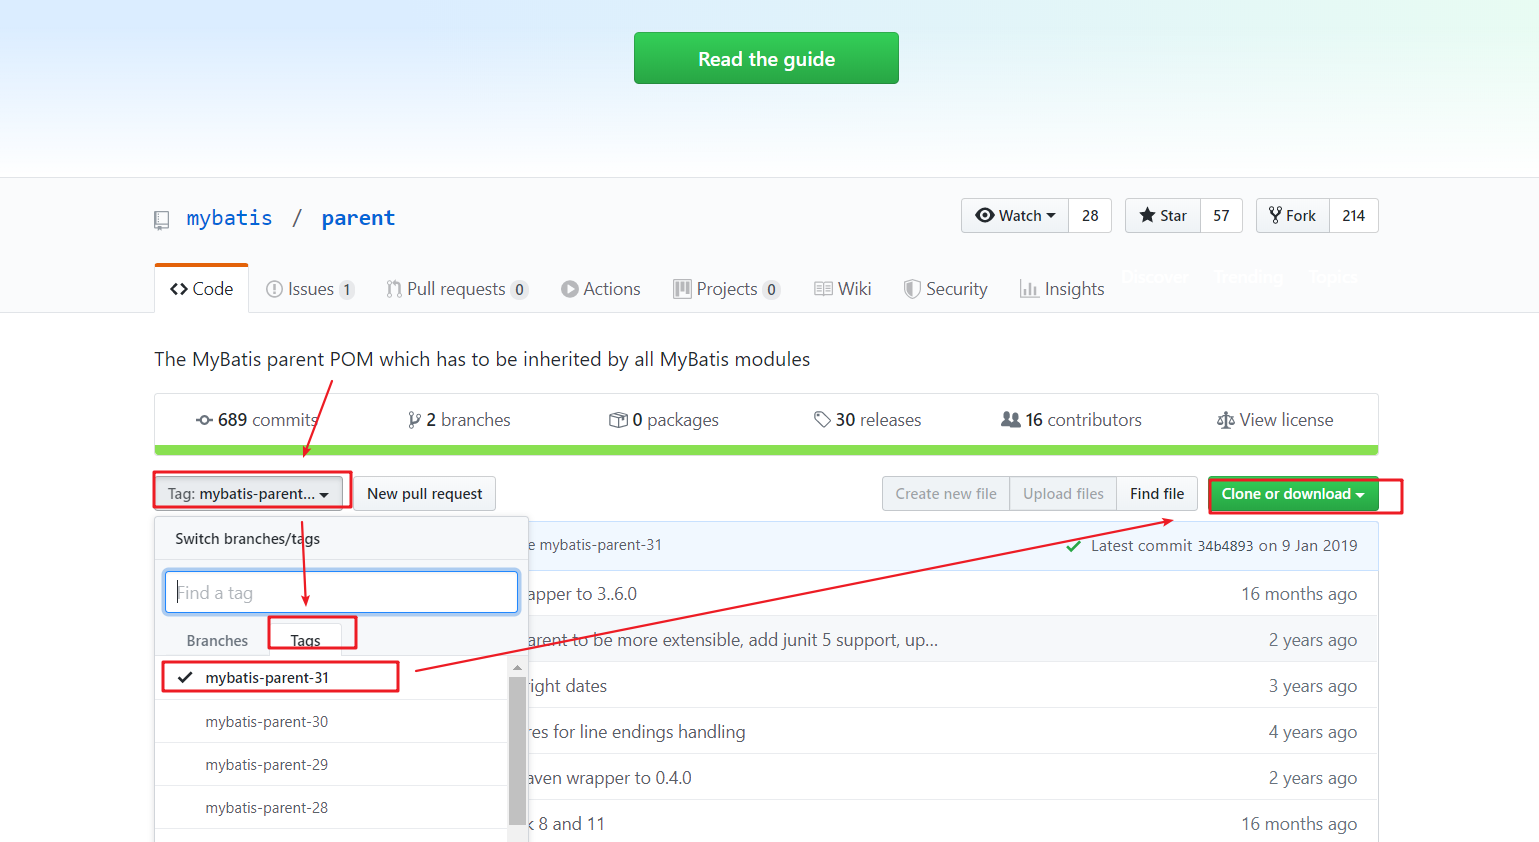 Read the guide
mybatis / parent
Watch 28 Star 57 Fork 214
Code Issues 1 Pull requests 0 Actions Projects 0 Wiki Security Insights Discover Trending Topics
The MyBatis parent POM which has to be inherited by all MyBatis modules
689 commits 2 branches 0 packages 30 releases 16 contributors View license
Tag: mybatis-parent... New pull request Create new file Upload files Find file Clone or download
Switch branches/tags
e mybatis-parent-31 Latest commit 34b4893 on 9 Jan 2019
Find a tag
apper to 3..6.0 16 months ago
Branches Tags
arent to be more extensible, add junit 5 support, up... 2 years ago
mybatis-parent-31
ight dates 3 years ago
mybatis-parent-30
res for line endings handling 4 years ago
mybatis-parent-29
aven wrapper to 0.4.0 2 years ago
mybatis-parent-28
k 8 and 11 16 months ago